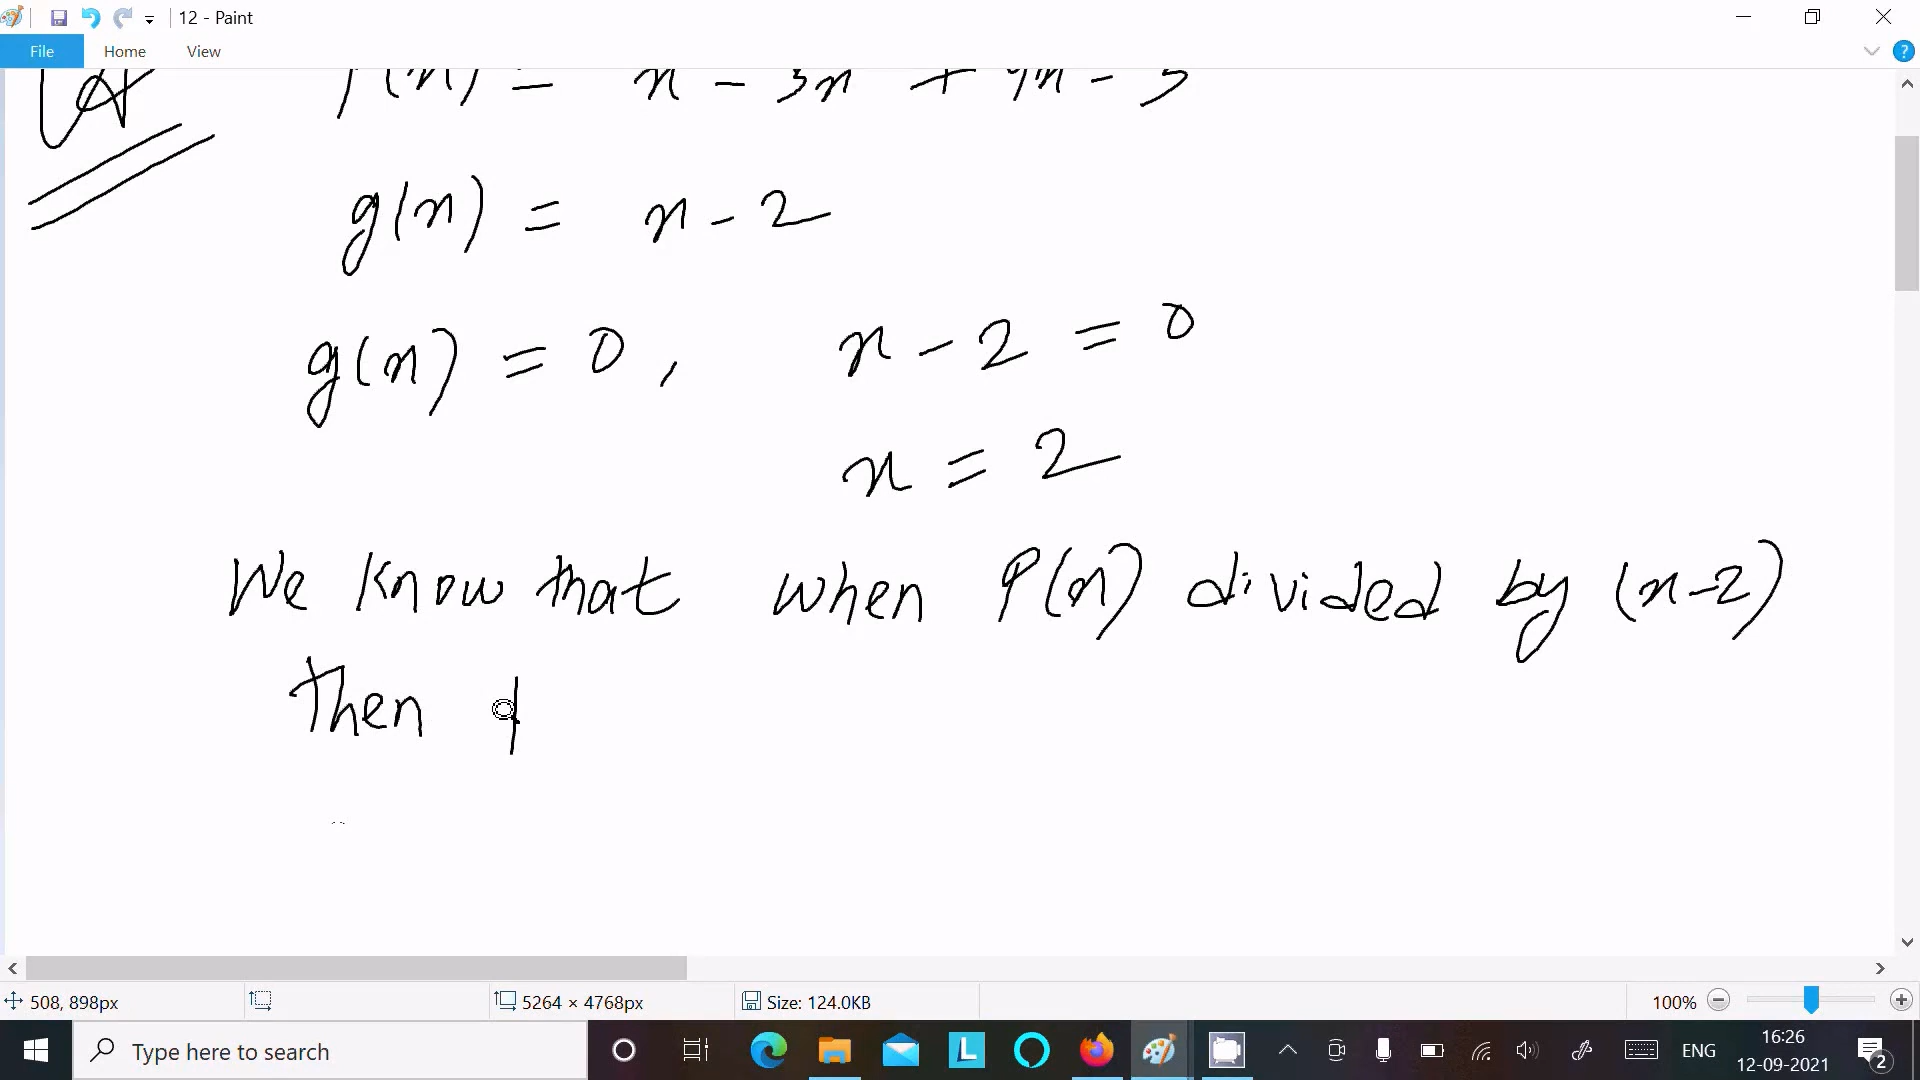 12 - Paint
File Home View
g(x) = x - 2
g(x) = 0, x - 2 = 0
x = 2
We know that when P(x) divided by (x-2)
then
508, 898px 5264 × 4768px Size: 124.0KB 100%
Type here to search L ENG 16:26
12-09-2021 2